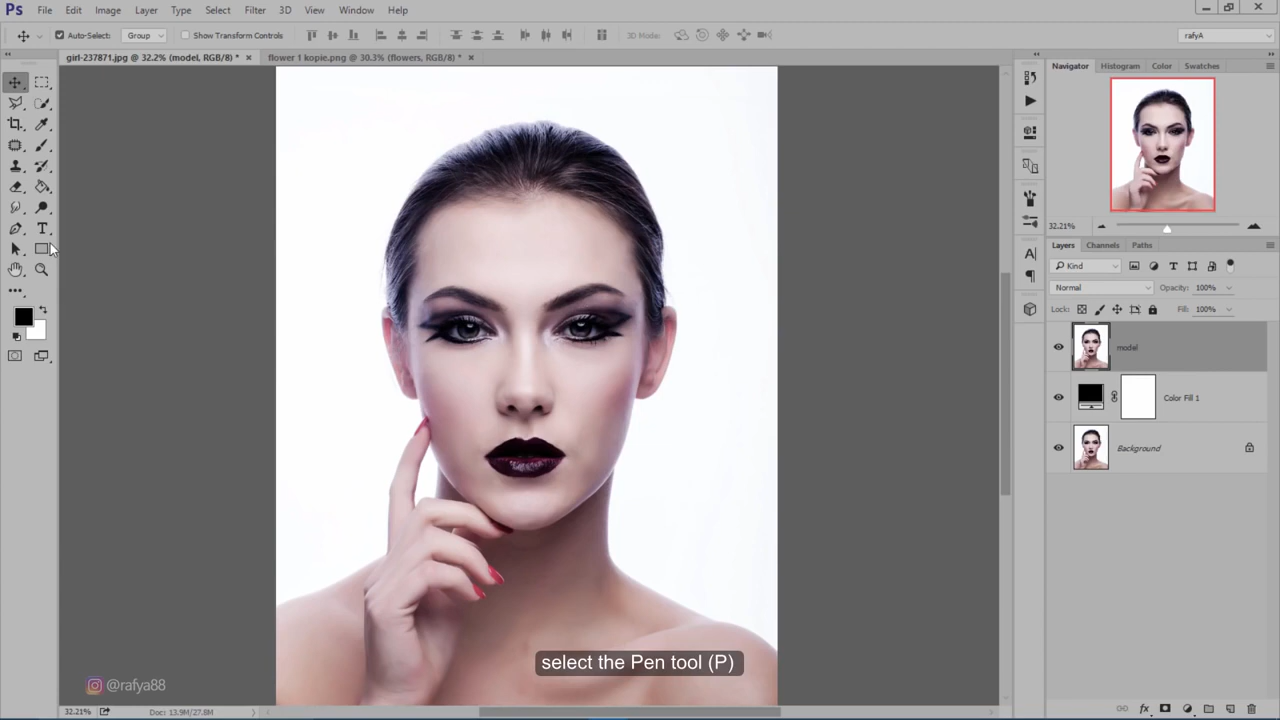 Ps File Edit Image Layer Type Select Filter 3D View Window Help
Auto-Select: Group Show Transform Controls 3D Mode: rafyA
girl-237871.jpg @ 32.2% (model, RGB/8) * × flower 1 kopie.png @ 30.3% (flowers, RGB/8) * ×
Navigator Histogram Color Swatches
32.21%
Layers Channels Paths
Kind
Normal Opacity: 100%
Lock: Fill: 100%
model
Color Fill 1
Background
select the Pen tool (P)
@rafya88
32.21% Doc: 13.9M/27.8M